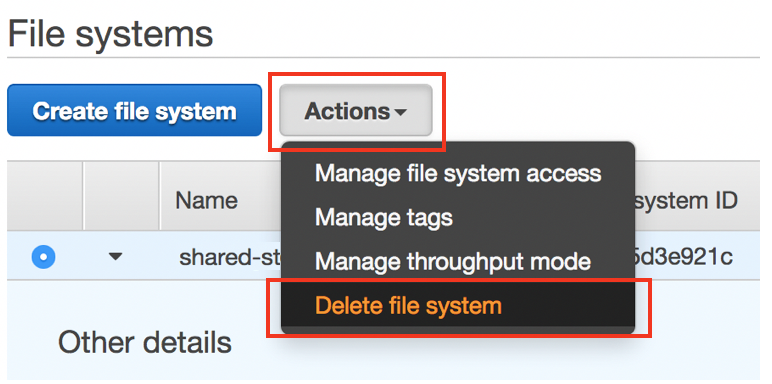 File systems
Create file system Actions
Manage file system access
Name system ID
Manage tags
shared-st 5d3e921c
Manage throughput mode
Delete file system
Other details